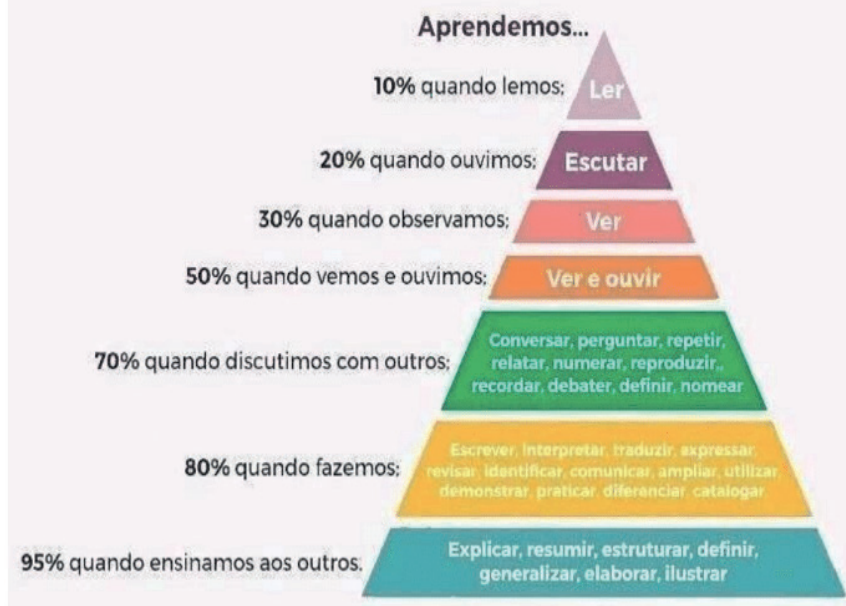 Aprendemos...
10% quando lemos;
Ler
20% quando ouvimos;
Escutar
30% quando observamos;
Ver
50% quando vemos e ouvimos;
Ver e ouvir
70% quando discutimos com outros;
Conversar, perguntar, repetir,
relatar, numerar, reproduzir,
recordar, debater, definir, nomear
80% quando fazemos;
Escrever, interpretar, traduzir, expressar,
revisar, identificar, comunicar, ampliar, utilizar,
demonstrar, praticar, diferenciar, catalogar
95% quando ensinamos aos outros.
Explicar, resumir, estruturar, definir,
generalizar, elaborar, ilustrar